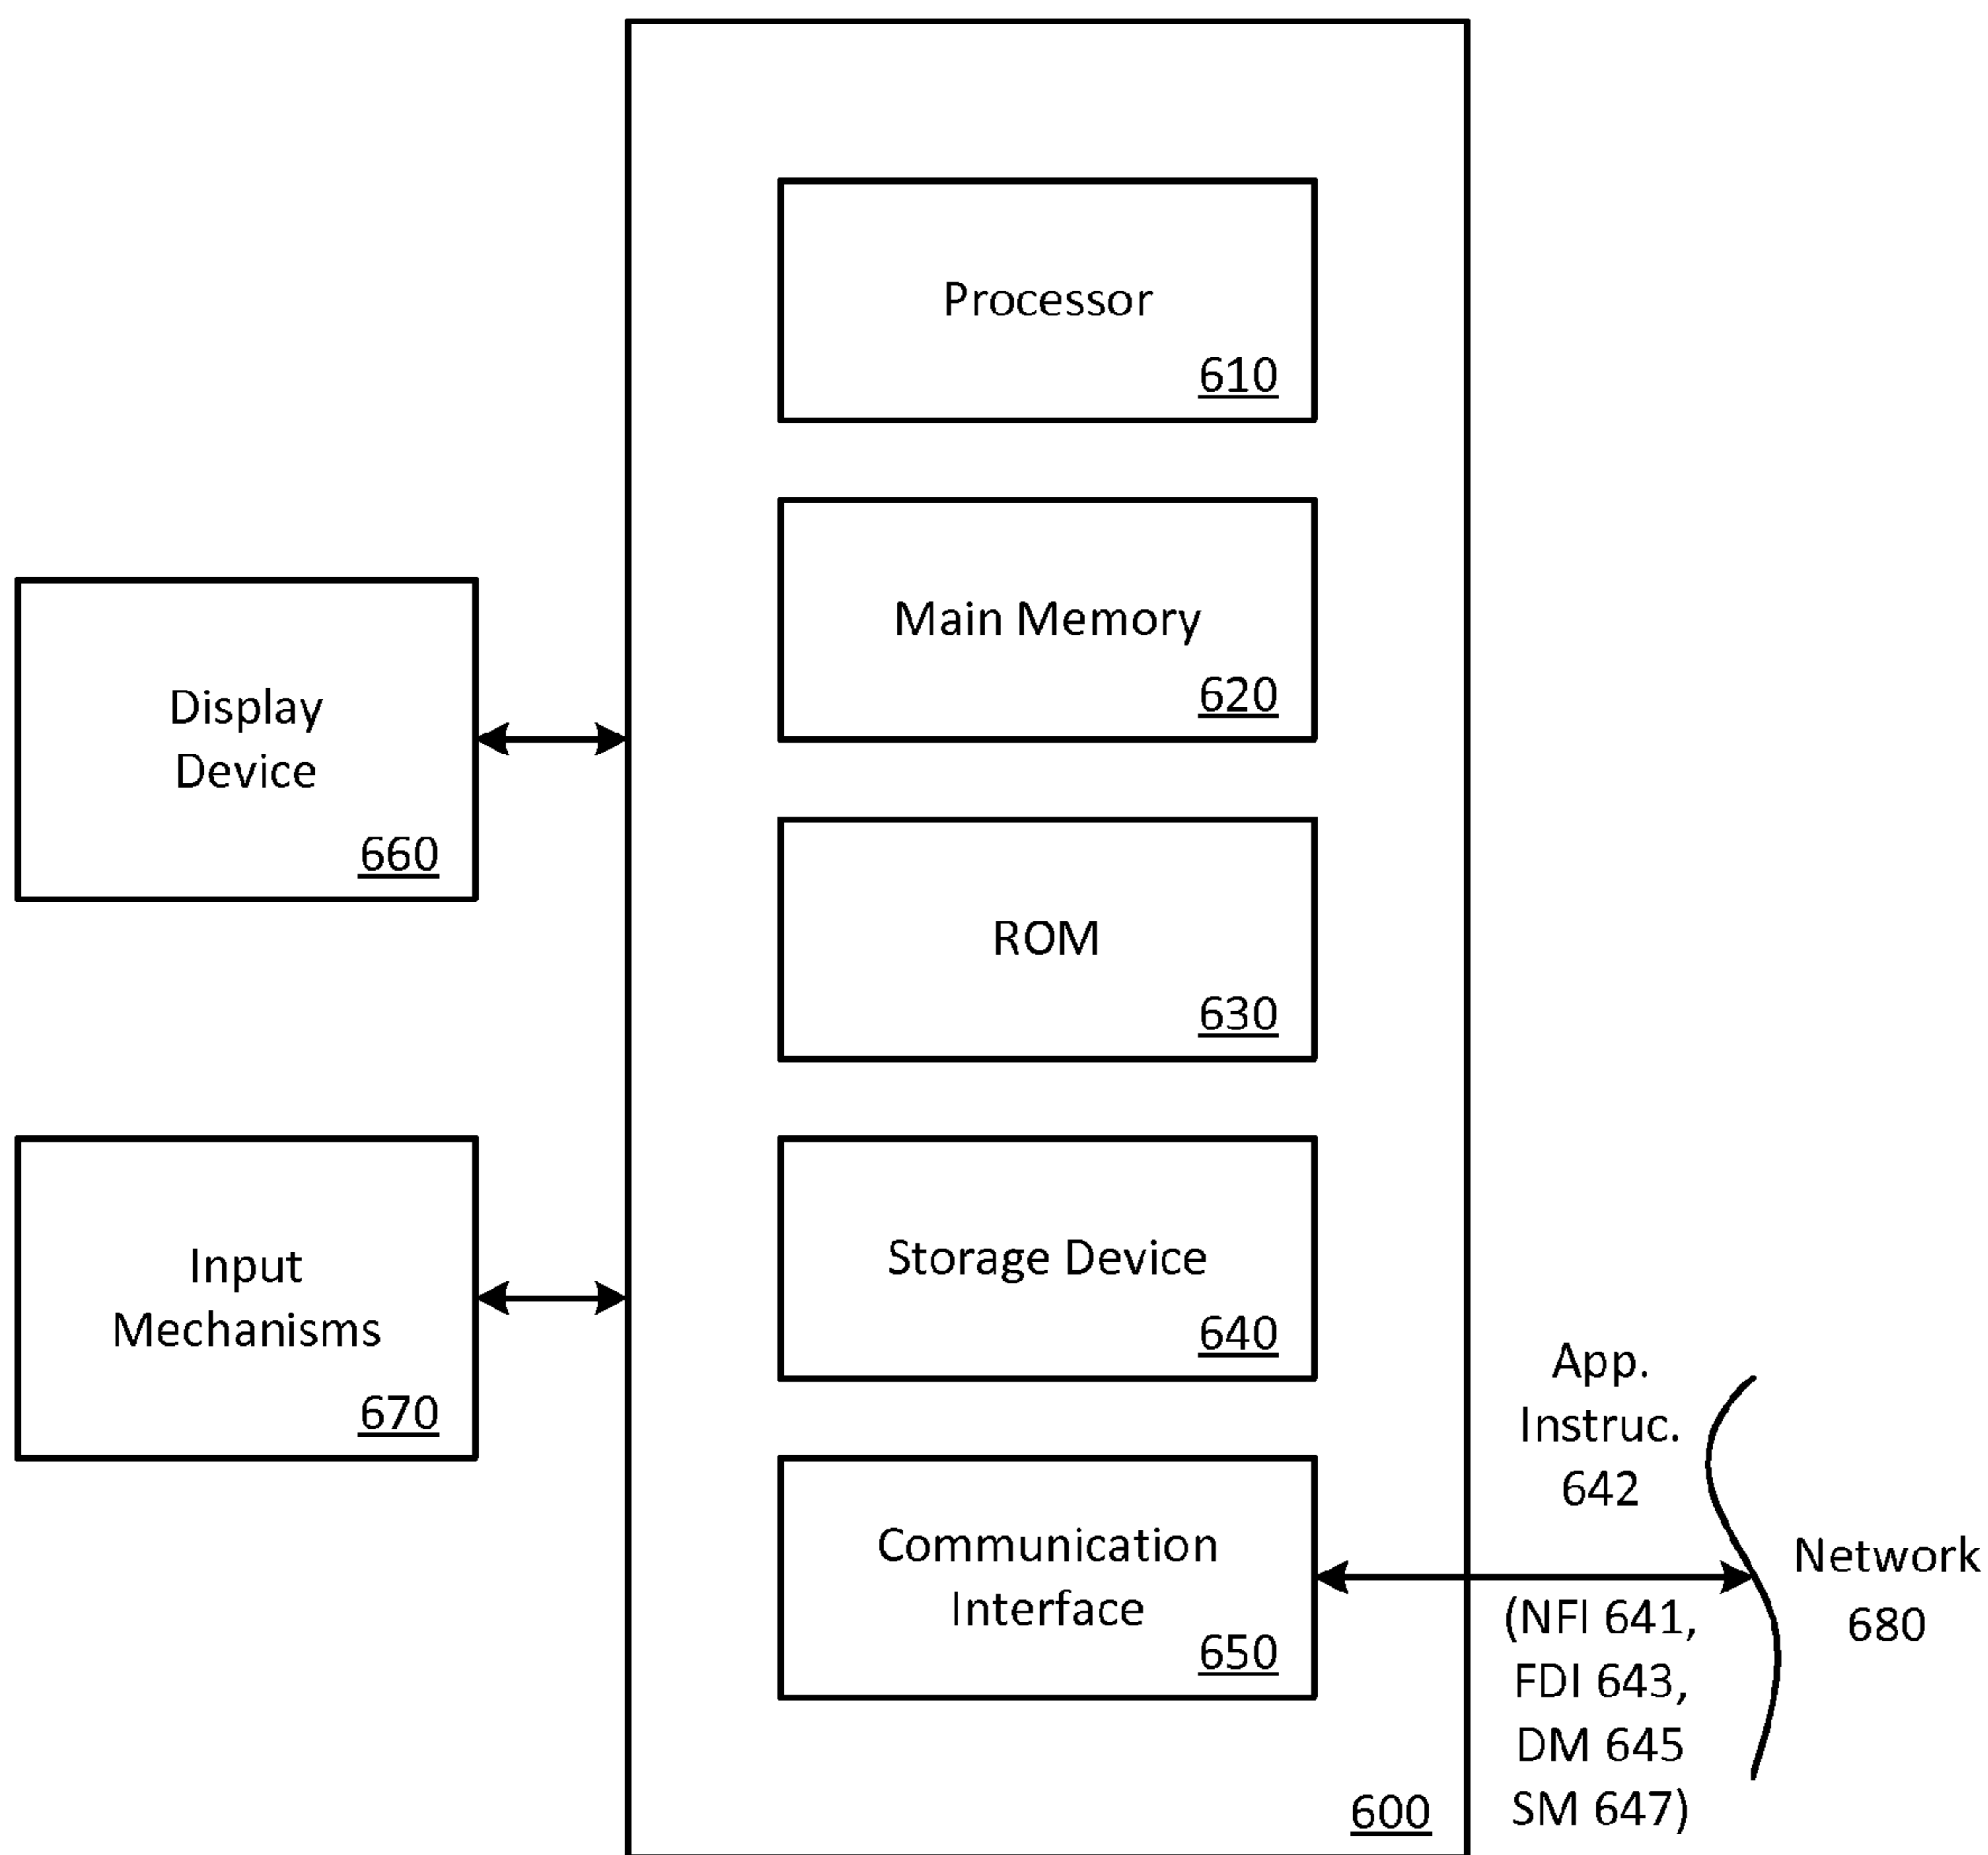 Processor
610
Main Memory
620
Display
Device
660
ROM
630
Input
Mechanisms
670
Storage Device
640
Communication
Interface
650
App.
Instruc.
642
Network
680
(NFI 641,
FDI 643,
DM 645
SM 647)
600